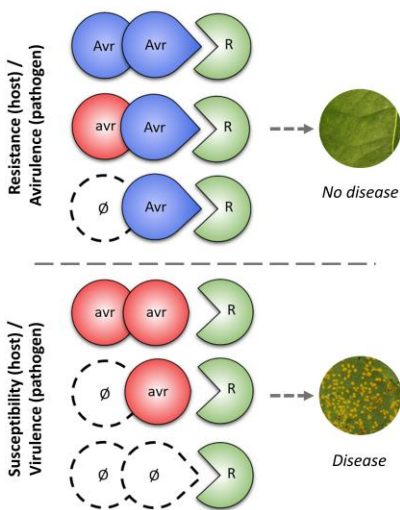 Resistance (host) /
Avirulence (pathogen)
Avr Avr R
avr Avr R
Ø Avr R
No disease
Susceptibility (host) /
Virulence (pathogen)
avr avr R
Ø avr R
Ø Ø R
Disease